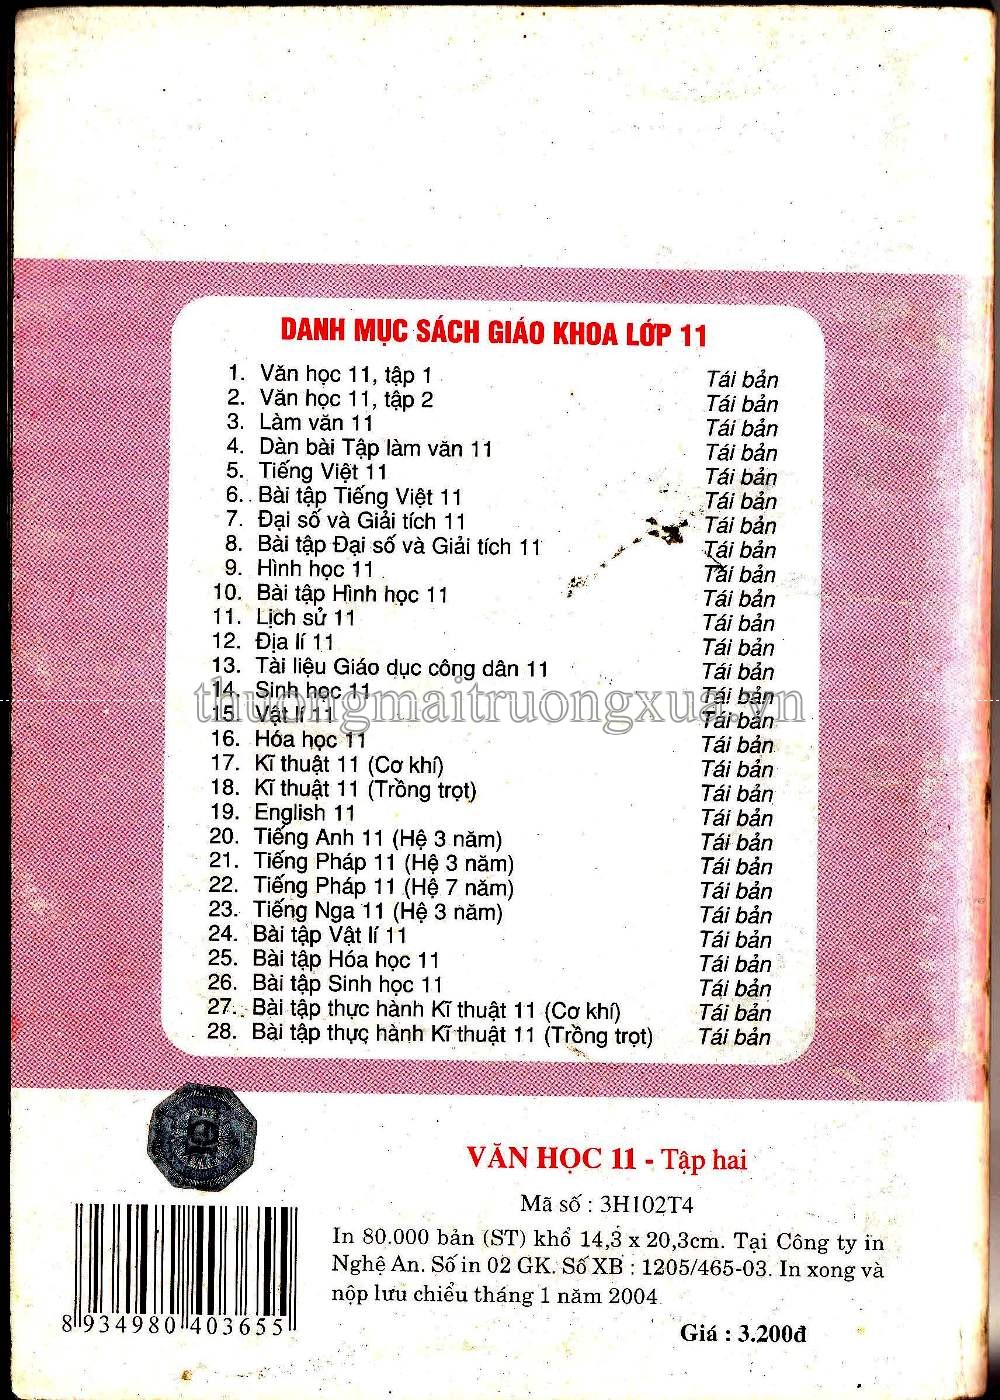 DANH MỤC SÁCH GIÁO KHOA LỚP 11
1. Văn học 11, tập 1 Tái bản
2. Văn học 11, tập 2 Tái bản
3. Làm văn 11 Tái bản
4. Dàn bài Tập làm văn 11 Tái bản
5. Tiếng Việt 11 Tái bản
6. Bài tập Tiếng Việt 11 Tái bản
7. Đại số và Giải tích 11 Tái bản
8. Bài tập Đại số và Giải tích 11 Tái bản
9. Hình học 11 Tái bản
10. Bài tập Hình học 11 Tái bản
11. Lịch sử 11 Tái bản
12. Địa lí 11 Tái bản
13. Tài liệu Giáo dục công dân 11 Tái bản
14. Sinh học 11 Tái bản
thuongmaitruongxua.vn
15. Vật lí 11 Tái bản
16. Hóa học 11 Tái bản
17. Kĩ thuật 11 (Cơ khí) Tái bản
18. Kĩ thuật 11 (Trồng trọt) Tái bản
19. English 11 Tái bản
20. Tiếng Anh 11 (Hệ 3 năm) Tái bản
21. Tiếng Pháp 11 (Hệ 3 năm) Tái bản
22. Tiếng Pháp 11 (Hệ 7 năm) Tái bản
23. Tiếng Nga 11 (Hệ 3 năm) Tái bản
24. Bài tập Vật lí 11 Tái bản
25. Bài tập Hóa học 11 Tái bản
26. Bài tập Sinh học 11 Tái bản
27. Bài tập thực hành Kĩ thuật 11 (Cơ khí) Tái bản
28. Bài tập thực hành Kĩ thuật 11 (Trồng trọt) Tái bản
VĂN HỌC 11 - Tập hai
Mã số : 3H102T4
In 80.000 bản (ST) khổ 14,3 x 20,3cm. Tại Công ty in
Nghệ An. Số in 02 GK. Số XB : 1205/465-03. In xong và
nộp lưu chiểu tháng 1 năm 2004
Giá : 3.200đ
8 934980 403655